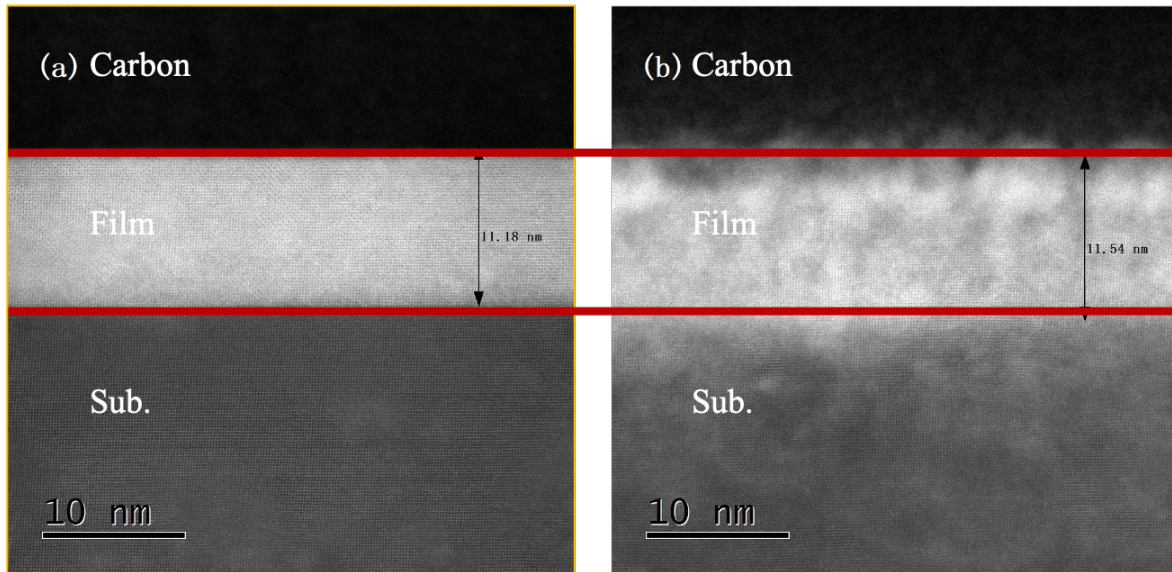 (a) Carbon
Film
11.18 nm
Sub.
10 nm
(b) Carbon
Film
11.54 nm
Sub.
10 nm